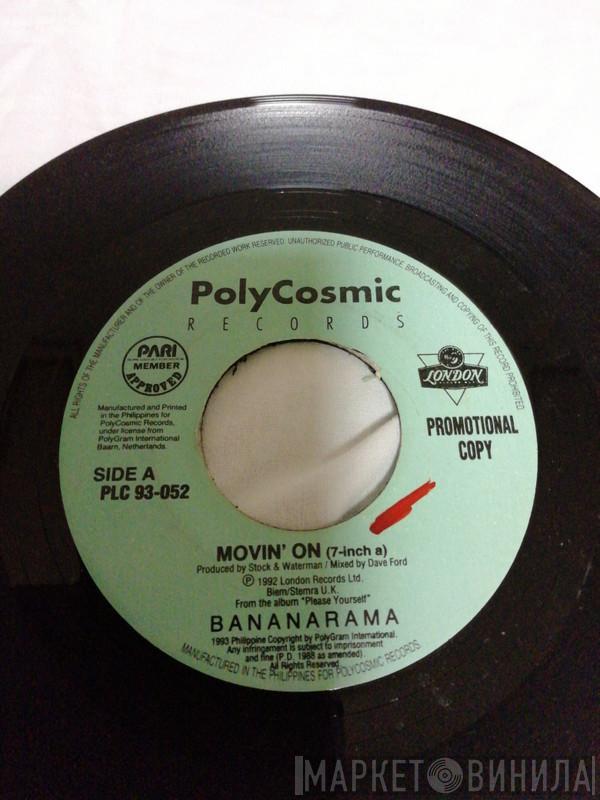 ALL RIGHTS OF THE MANUFACTURER AND OF THE OWNER OF THE RECORDED WORK RESERVED. UNAUTHORIZED PUBLIC PERFORMANCE, BROADCASTING AND COPYING OF THIS RECORD PROHIBITED.
PolyCosmic
RECORDS
PARI
MEMBER
APPROVED
LONDON
Manufactured and Printed
in the Philippines for
PolyCosmic Records,
under license from
PolyGram International
Baarn, Netherlands.
PROMOTIONAL
COPY
SIDE A
PLC 93-052
MOVIN' ON (7-inch a)
Produced by Stock & Waterman / Mixed by Dave Ford
℗ 1992 London Records Ltd.
Biem/Stemra U.K.
From the album "Please Yourself"
BANANARAMA
1993 Philippine Copyright by PolyGram International.
Any infringement is subject to imprisonment
and fine (P.D. 1988 as amended)
All Rights Reserved
MANUFACTURED IN THE PHILIPPINES FOR POLYCOSMIC RECORDS.
МАРКЕТ ВИНИЛА